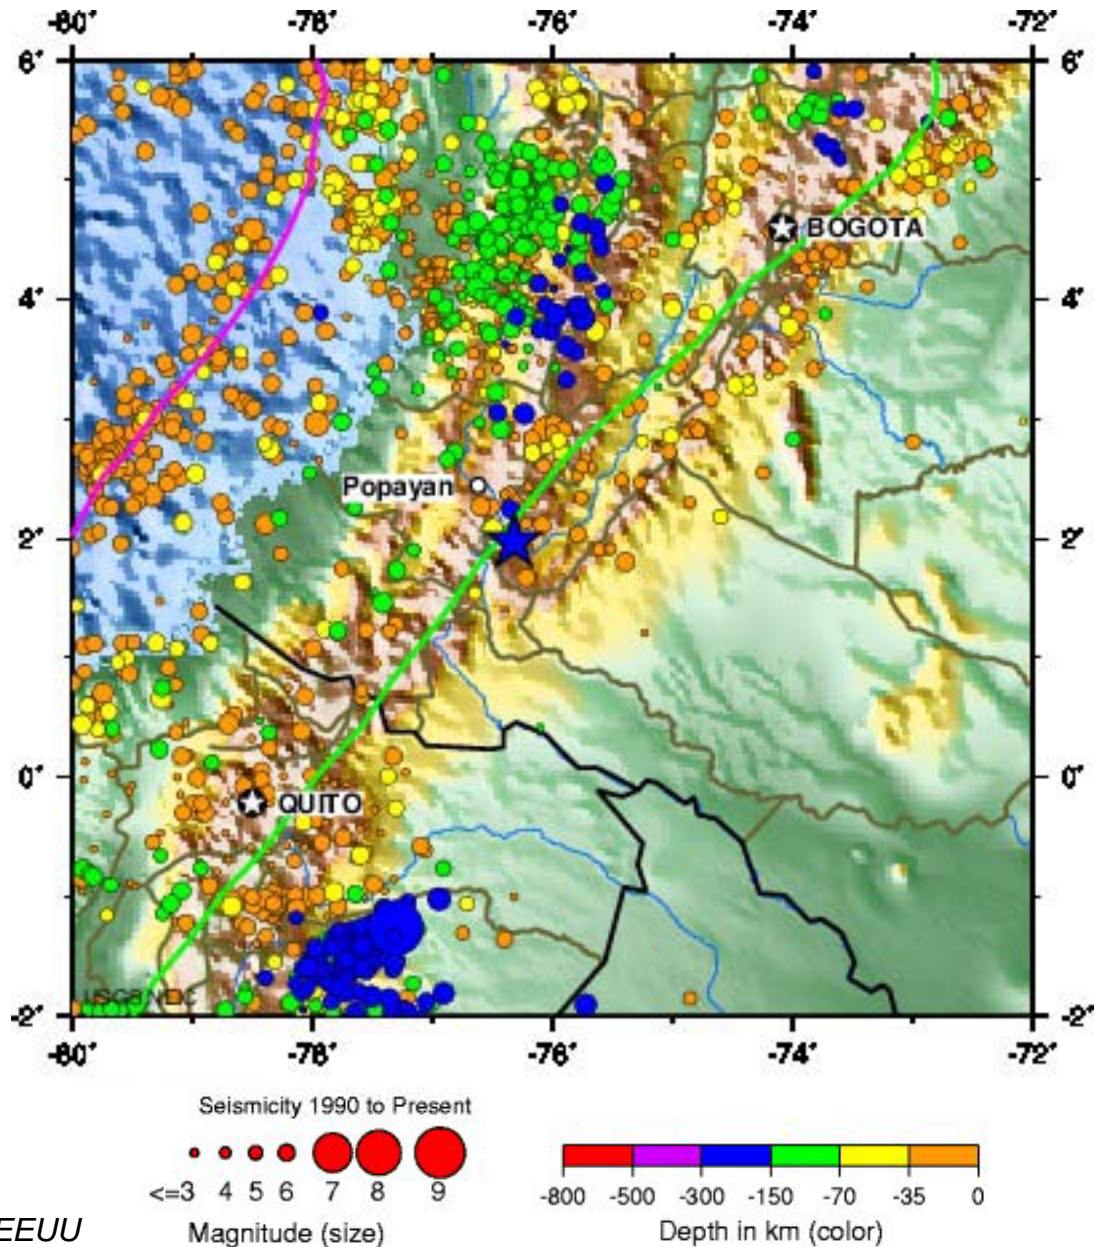 -80° -78° -76° -74° -72°
6° 6°
BOGOTA
4° 4°
Popayan
2° 2°
0° 0°
QUITO
USGS NEIC
-2° -2°
-80° -78° -76° -74° -72°
Seismicity 1990 to Present
<=3 4 5 6 7 8 9
-800 -500 -300 -150 -70 -35 0
EEUU
Magnitude (size)
Depth in km (color)